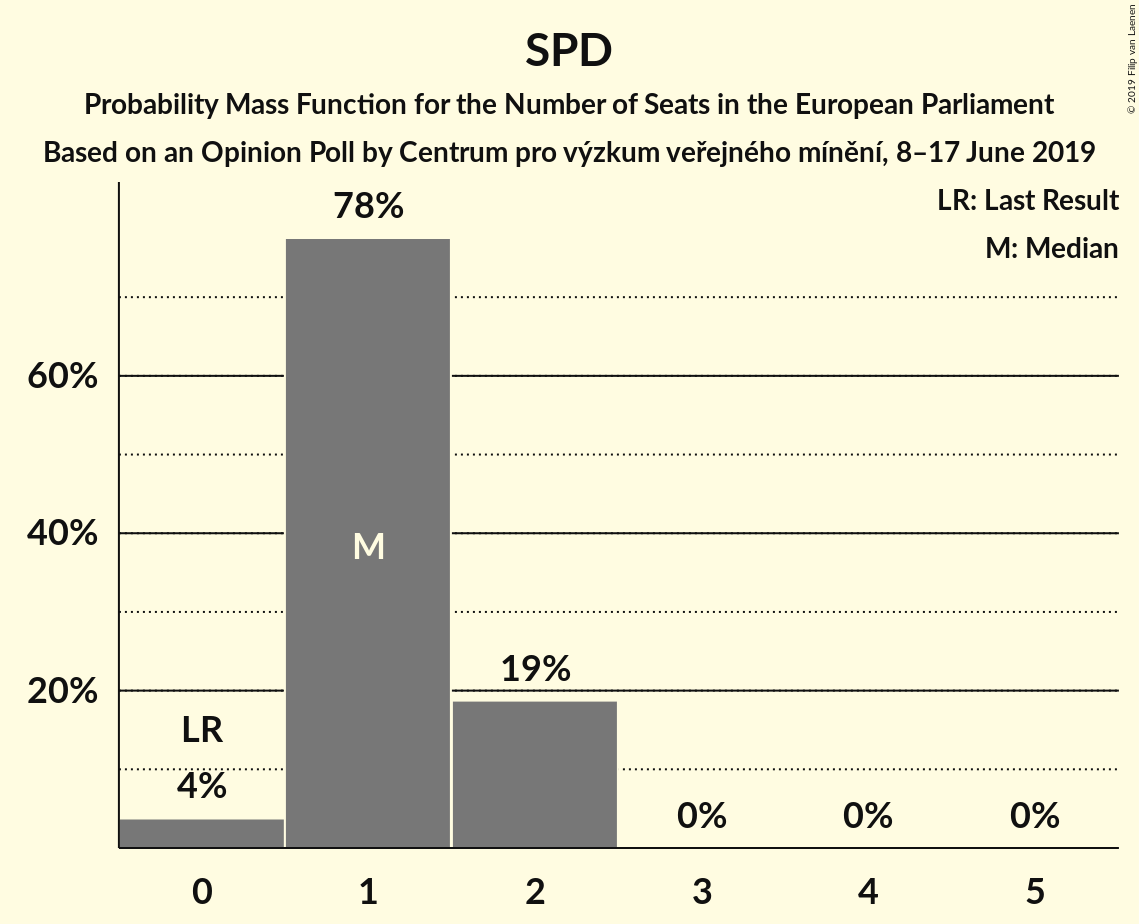 SPD
Probability Mass Function for the Number of Seats in the European Parliament
Based on an Opinion Poll by Centrum pro výzkum veřejného mínění, 8–17 June 2019
© 2019 Filip van Laenen
LR: Last Result
M: Median
78%
60%
40%
M
19%
20%
LR
4%
0%
0%
0%
0
1
2
3
4
5